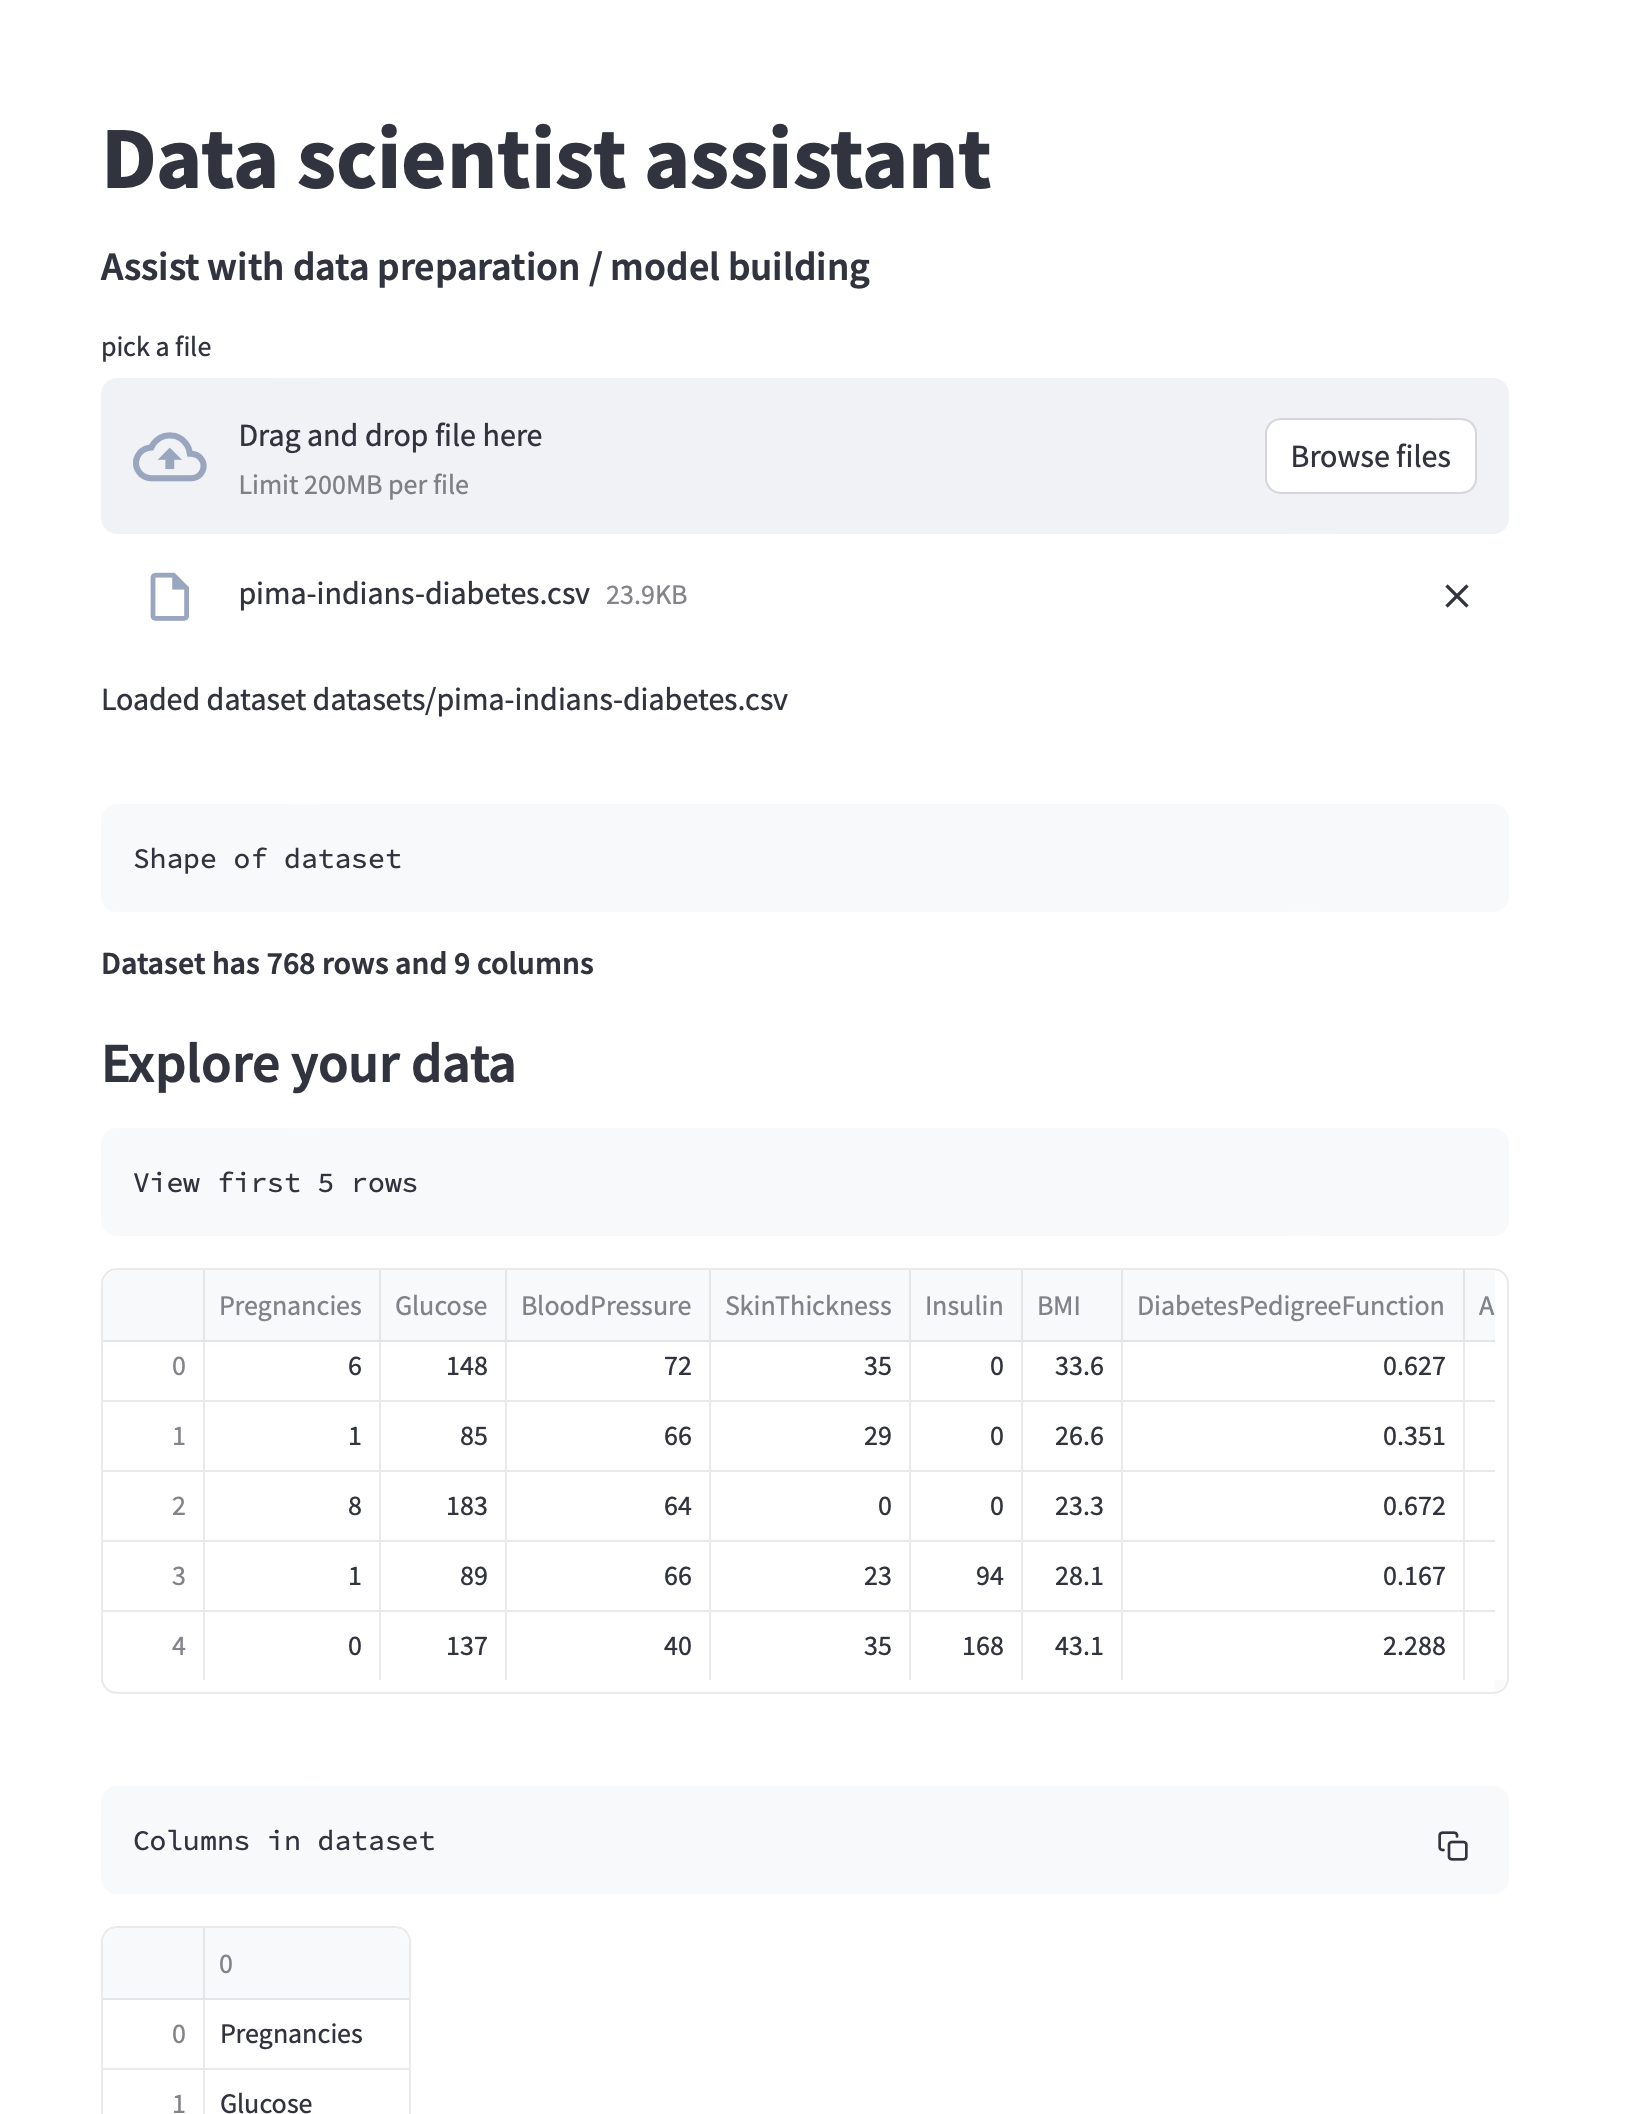 Data scientist assistant
Assist with data preparation / model building
pick a file
Drag and drop file here
Limit 200MB per file
Browse files
pima-indians-diabetes.csv 23.9KB
Loaded dataset datasets/pima-indians-diabetes.csv
Shape of dataset
Dataset has 768 rows and 9 columns
Explore your data
View first 5 rows
Pregnancies Glucose BloodPressure SkinThickness Insulin BMI DiabetesPedigreeFunction A
0 6 148 72 35 0 33.6 0.627
1 1 85 66 29 0 26.6 0.351
2 8 183 64 0 0 23.3 0.672
3 1 89 66 23 94 28.1 0.167
4 0 137 40 35 168 43.1 2.288
Columns in dataset
0
0 Pregnancies
1 Glucose